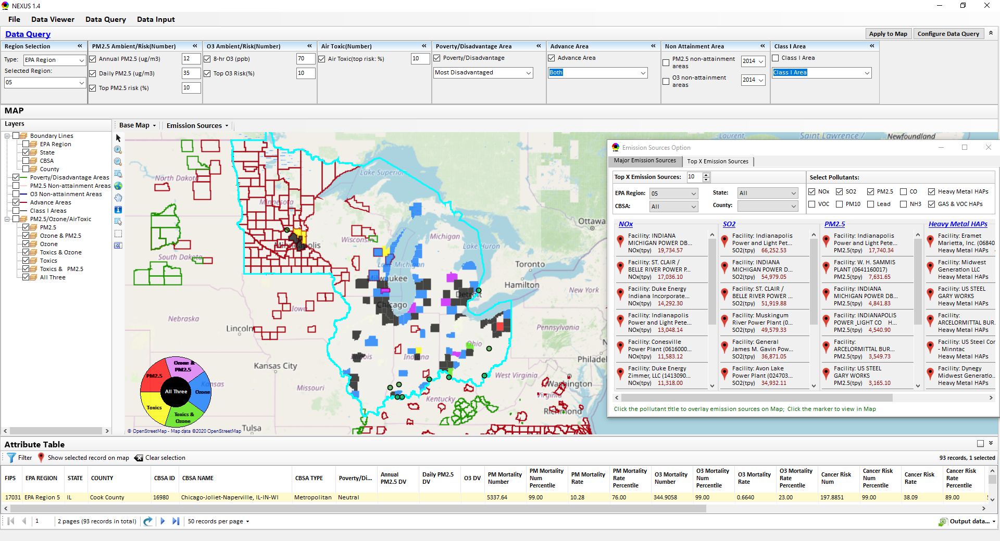 NEXUS 1.4
File Data Viewer Data Query Data Input
Data Query
Apply to Map Configure Data Query
Region Selection
Type: EPA Region
Selected Region:
05
PM2.5 Ambient/Risk(Number)
Annual PM2.5 (ug/m3) 12
Daily PM2.5 (ug/m3) 35
Top PM2.5 risk (%) 10
O3 Ambient/Risk(Number)
8-hr O3 (ppb) 70
Top O3 Risk(%) 10
Air Toxic(Number)
Air Toxic(top risk: %) 10
Poverty/Disadvantage Area
Poverty/Disadvantage
Most Disadvantaged
Advance Area
Advance Area
Both
Non Attainment Area
PM2.5 non-attainment areas 2014
O3 non-attainment areas 2014
Class I Area
Class I Area
Class I Area
MAP
Layers
Boundary Lines
EPA Region
State
CBSA
County
Poverty/Disadvantage Areas
PM2.5 Non-attainment Areas
O3 Non-attainment Areas
Advance Areas
Class I Areas
PM2.5/Ozone/AirToxic
PM2.5
Ozone & PM2.5
Ozone
Toxics & Ozone
Toxics
Toxics & PM2.5
All Three
Base Map Emission Sources
Laurent.
Saint Lawrence /
Newfoundland
North Dakota
Lake Superior
Minnesota
Minneapolis
South Dakota
Wisconsin
Michigan
Lake Huron
Ottawa
Lake Michigan
Milwaukee
Toronto
Hamilton
New York
Detroit
Chicago
Iowa
Nebraska
Lincoln
Pennsylvania
Ohio
Illinois
Indiana
Kansas City
Philadel
West Virginia
Washington
Kansas
Missouri
Kentucky
Virginia
Richmond
Tulsa
Ozone & PM2.5
PM2.5
Ozone
All Three
Toxics
Toxics & Ozone
© OpenStreetMap - Map data ©2020 OpenStreetMap
Emission Sources Option
Major Emission Sources Top X Emission Sources
Top X Emission Sources: 10
EPA Region: 05 State: All
CBSA: All County:
Select Pollutants:
NOx SO2 PM2.5 CO Heavy Metal HAPs
VOC PM10 Lead NH3 GAS & VOC HAPs
NOx
Facility: INDIANA
MICHIGAN POWER DB...
NOx(tpy) 19,734.57
Facility: ST. CLAIR /
BELLE RIVER POWER P...
NOx(tpy) 17,036.10
Facility: Duke Energy
Indiana Incorporate...
NOx(tpy) 14,292.30
Facility: Indianapolis
Power and Light Pete...
NOx(tpy) 13,048.14
Facility: Conesville
Power Plant (0616000...
NOx(tpy) 11,583.12
Facility: Duke Energy
Zimmer, LLC (1413090...
NOx(tpy) 11,318.00
SO2
Facility: Indianapolis
Power and Light Pet...
SO2(tpy) 66,252.53
Facility: INDIANA
MICHIGAN POWER D...
SO2(tpy) 54,979.05
Facility: ST. CLAIR /
BELLE RIVER POWER ...
SO2(tpy) 51,919.88
Facility: Muskingum
River Power Plant (0...
SO2(tpy) 49,579.33
Facility: General
James M. Gavin Pow...
SO2(tpy) 36,871.05
Facility: Avon Lake
Power Plant (024703...
SO2(tpy) 34,932.11
PM2.5
Facility: Indianapolis
Power and Light Pete...
PM2.5(tpy) 17,740.34
Facility: W. H. SAMMIS
PLANT (0641160017)
PM2.5(tpy) 7,631.65
Facility: INDIANA
MICHIGAN POWER DB...
PM2.5(tpy) 4,841.83
Facility: INDIANAPOLIS
POWER ,LIGHT CO H...
PM2.5(tpy) 4,540.90
Facility:
ARCELORMITTAL BUR...
PM2.5(tpy) 3,549.73
Facility: US STEEL
GARY WORKS
PM2.5(tpy) 3,165.10
Heavy Metal HAPs
Facility: Eramet
Marietta, Inc. (06840
Heavy Metal HAPs
Facility: Midwest
Generation LLC
Heavy Metal HAPs
Facility: US STEEL
GARY WORKS
Heavy Metal HAPs
Facility:
ARCELORMITTAL BUR.
Heavy Metal HAPs
Facility: US Steel Cor
- Minntac
Heavy Metal HAPs
Facility: Dynegy
Midwest Generatio..
Heavy Metal HAPs
Click the pollutant title to overlay emission sources on Map; Click the marker to view in Map
Attribute Table
Filter Show selected record on map Clear selection
93 records, 1 selected
FIPS EPA REGION STATE COUNTY CBSA ID CBSA NAME CBSA TYPE Poverty/Di... Annual PM2.5 DV Daily PM2.5 DV O3 DV PM Mortality Number PM Mortality Num Percentile PM Mortality Rate PM Mortality Rate Percentile O3 Mortality Number O3 Mortality Num Percentile O3 Mortality Rate O3 Mortality Rate Percentile Cancer Risk Num Cancer Risk Num Percentile Cancer Risk Rate Cancer Risk Rate Percentile
17031 EPA Region 5 IL Cook County 16980 Chicago-Joliet-Naperville, IL-IN-WI Metropolitan Neutral 5337.64 99.00 10.28 76.00 344.9058 99.00 0.6640 23.00 197.8851 99.00 38.09 89.00
1 2 pages (93 records in total) 50 records per page
Output data...